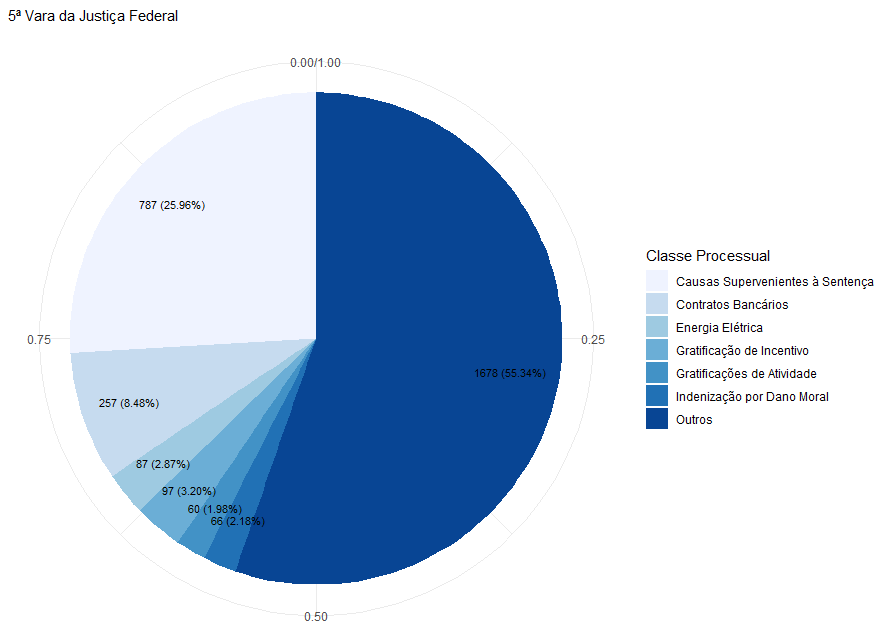 5ª Vara da Justiça Federal
0.00/1.00
787 (25.96%)
0.75
0.25
1678 (55.34%)
257 (8.48%)
87 (2.87%)
97 (3.20%)
60 (1.98%)
66 (2.18%)
0.50
Classe Processual
Causas Supervenientes à Sentença
Contratos Bancários
Energia Elétrica
Gratificação de Incentivo
Gratificações de Atividade
Indenização por Dano Moral
Outros